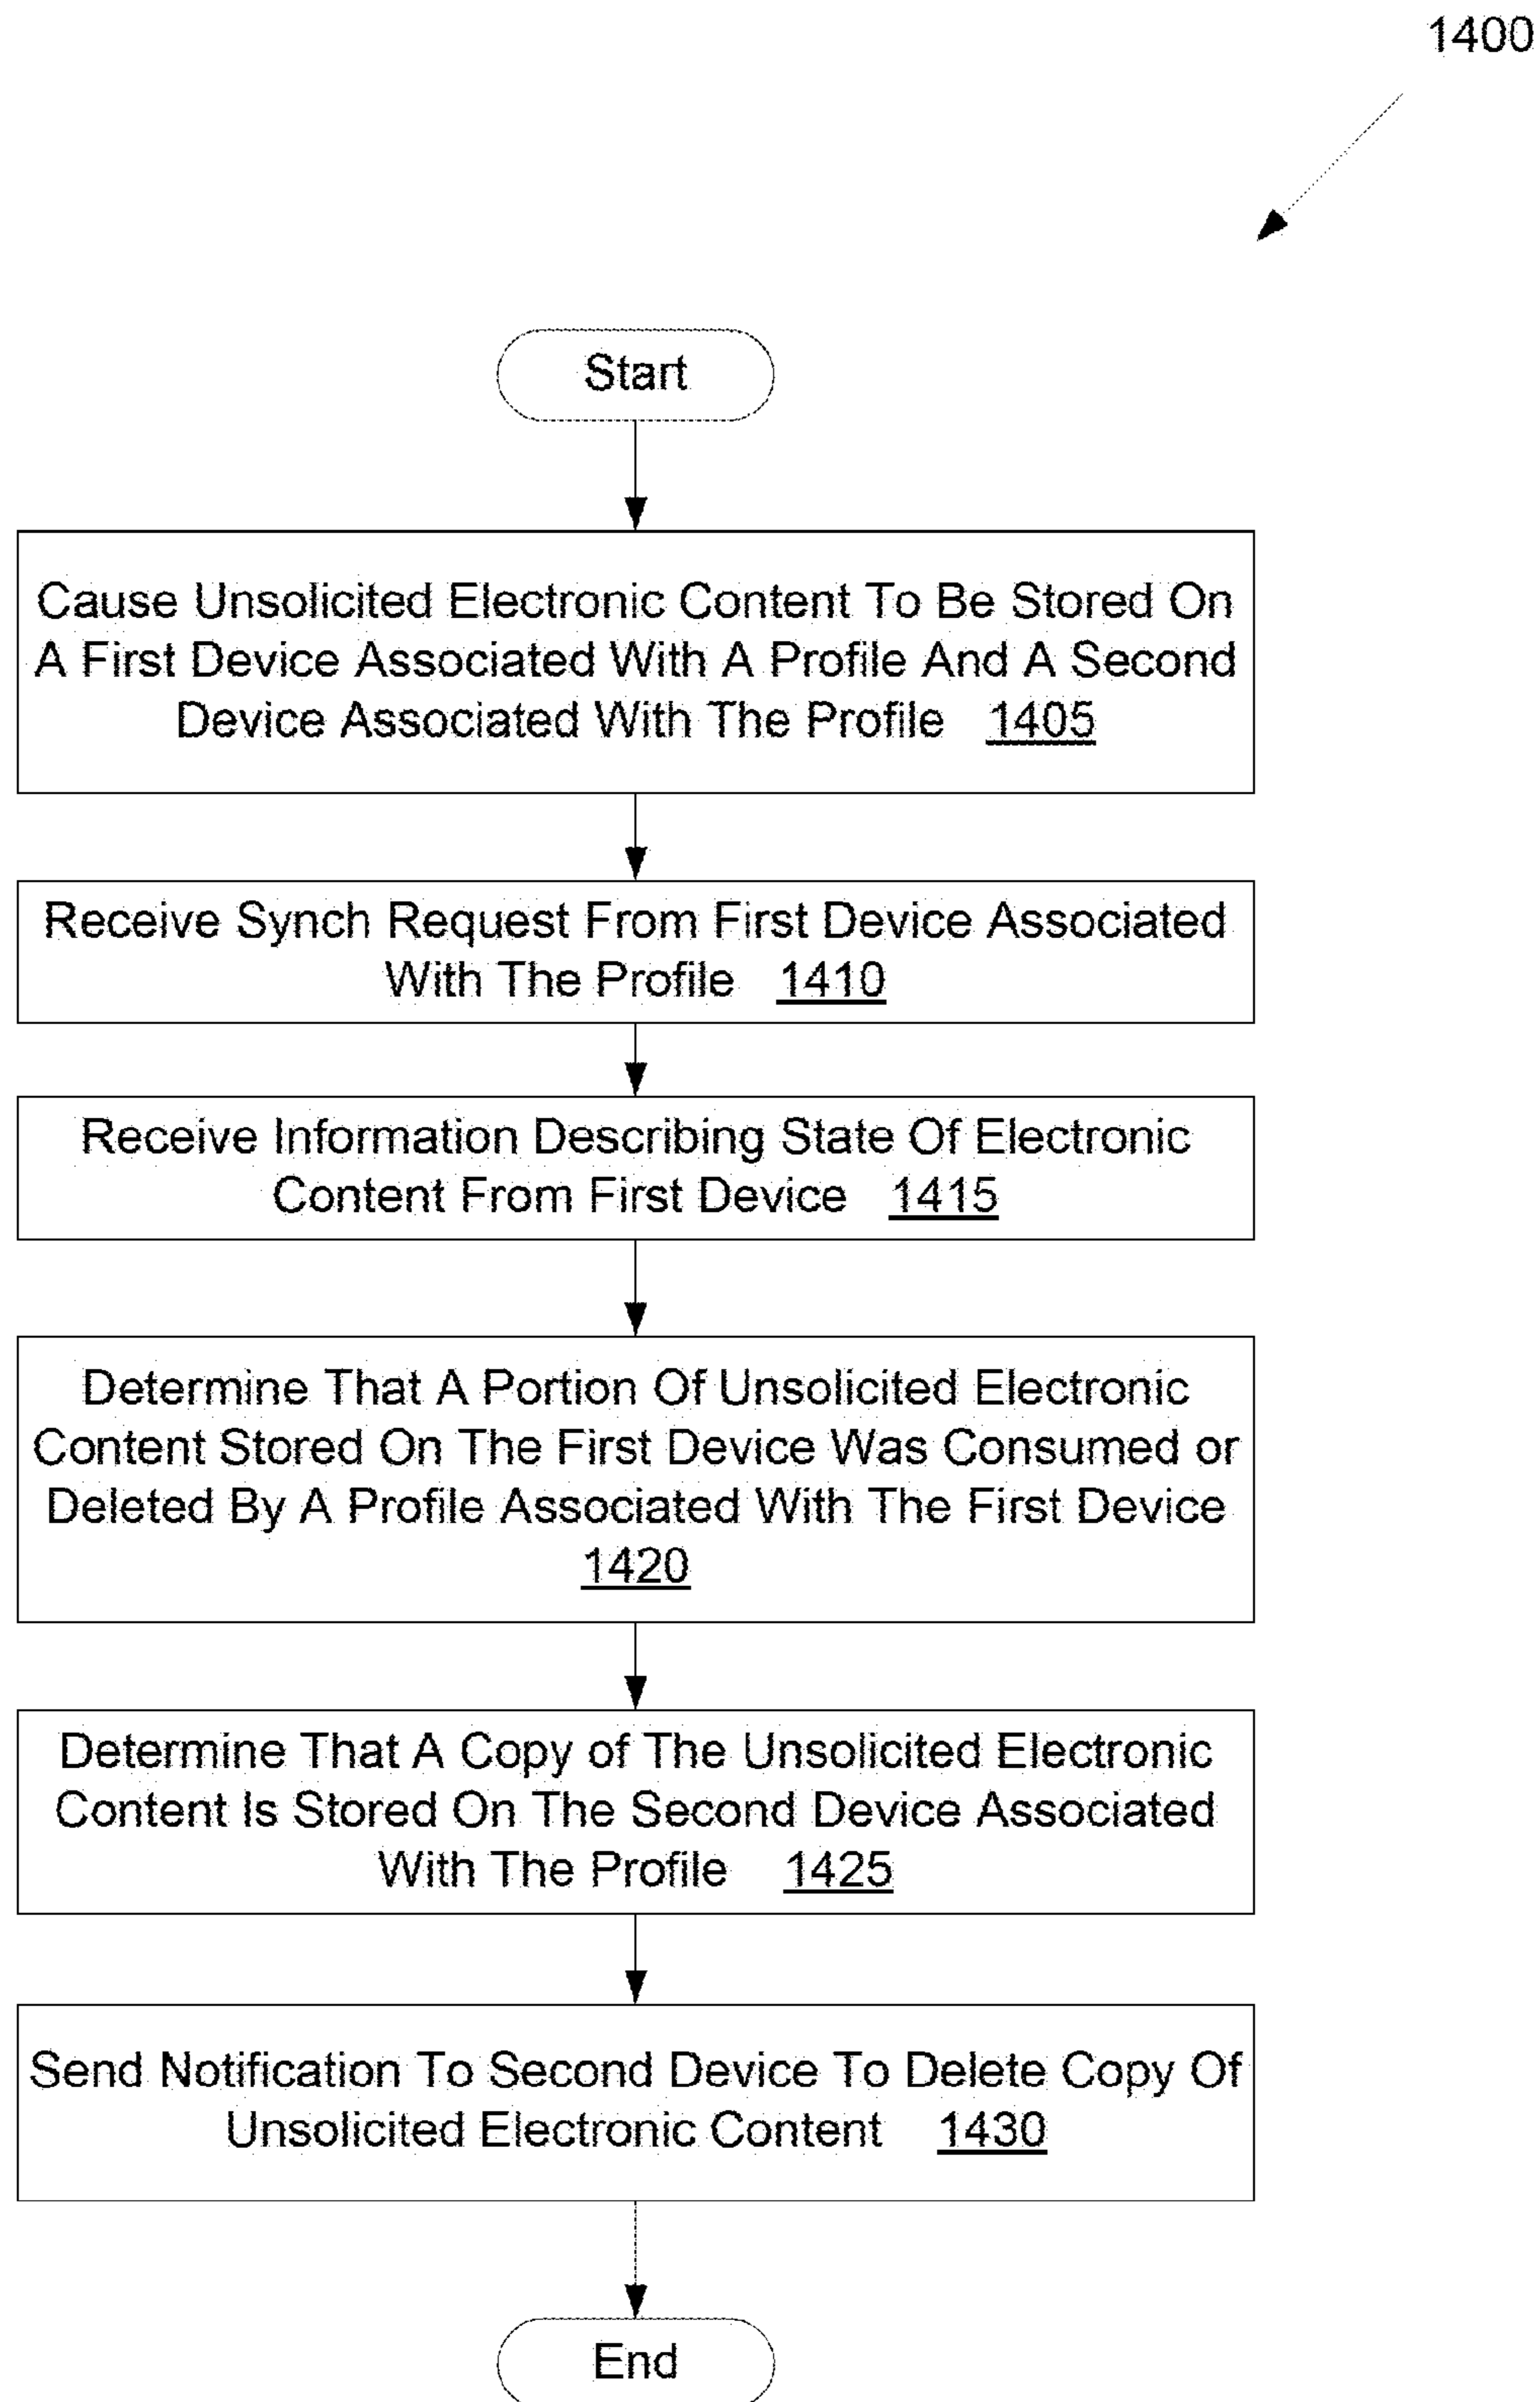 1400
Start
Cause Unsolicited Electronic Content To Be Stored On
A First Device Associated With A Profile And A Second
Device Associated With The Profile 1405
Receive Synch Request From First Device Associated
With The Profile 1410
Receive Information Describing State Of Electronic
Content From First Device 1415
Determine That A Portion Of Unsolicited Electronic
Content Stored On The First Device Was Consumed or
Deleted By A Profile Associated With The First Device
1420
Determine That A Copy of The Unsolicited Electronic
Content Is Stored On The Second Device Associated
With The Profile 1425
Send Notification To Second Device To Delete Copy Of
Unsolicited Electronic Content 1430
End